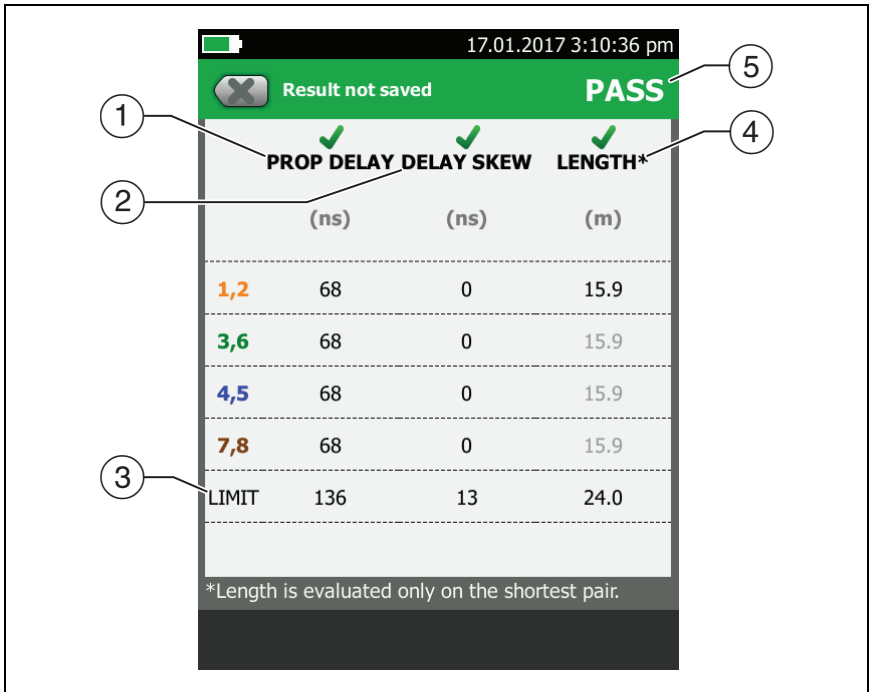 17.01.2017 3:10:36 pm
Result not saved PASS
5
1
4
PROP DELAY DELAY SKEW LENGTH*
2
(ns) (ns) (m)
1,2 68 0 15.9
3,6 68 0 15.9
4,5 68 0 15.9
7,8 68 0 15.9
3
LIMIT 136 13 24.0
*Length is evaluated only on the shortest pair.